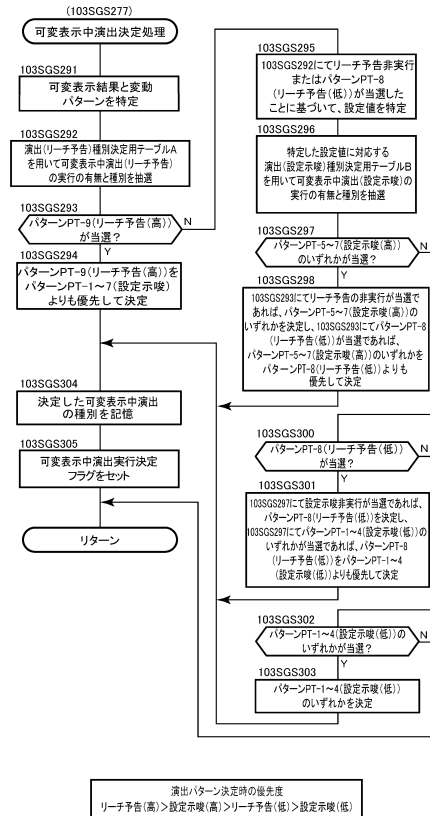 (103SGS277)
可変表示中演出決定処理
103SGS291
可変表示結果と変動
パターンを特定
103SGS292
演出(リーチ予告)種別決定用テーブルA
を用いて可変表示中演出(リーチ予告)
の実行の有無と種別を抽選
103SGS293
パターンPT-9(リーチ予告(高))
が当選?
N
Y
103SGS294
パターンPT-9(リーチ予告(高))を
パターンPT-1~7(設定示唆)
よりも優先して決定
103SGS304
決定した可変表示中演出
の種別を記憶
103SGS305
可変表示中演出実行決定
フラグをセット
リターン
103SGS295
103SGS292にてリーチ予告非実行
またはパターンPT-8
(リーチ予告(低))が当選した
ことに基づいて、設定値を特定
103SGS296
特定した設定値に対応する
演出(設定示唆)種別決定用テーブルB
を用いて可変表示中演出(設定示唆)の
実行の有無と種別を抽選
103SGS297
パターンPT-5~7(設定示唆(高))
のいずれかが当選?
N
Y
103SGS298
103SGS293にてリーチ予告の非実行が当選で
あれば、パターンPT-5~7(設定示唆(高))の
いずれかを決定し、103SGS293にてパターンPT-8
(リーチ予告(低))が当選であれば、
パターンPT-5~7(設定示唆(高))のいずれかを
パターンPT-8(リーチ予告(低))よりも
優先して決定
103SGS300
パターンPT-8(リーチ予告(低))
が当選?
N
Y
103SGS301
103SGS297にて設定示唆非実行が当選であれば、
パターンPT-8(リーチ予告(低))を決定し、
103SGS297にてパターンPT-1~4(設定示唆(低))の
いずれかが当選であれば、パターンPT-8
(リーチ予告(低))をパターンPT-1~4
(設定示唆(低))よりも優先して決定
103SGS302
パターンPT-1~4(設定示唆(低))の
いずれかが当選?
N
Y
103SGS303
パターンPT-1~4(設定示唆(低))
のいずれかを決定
演出パターン決定時の優先度
リーチ予告(高)>設定示唆(高)>リーチ予告(低)>設定示唆(低)